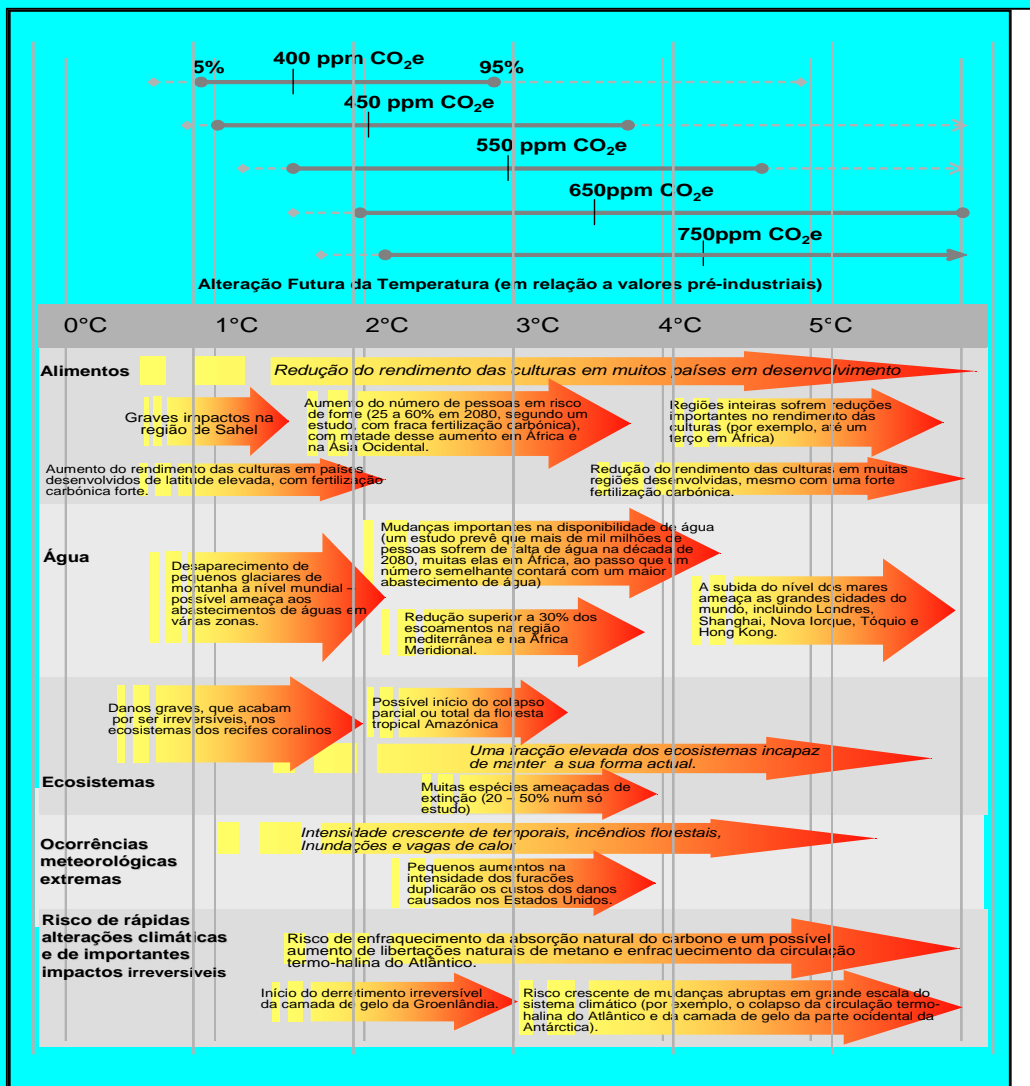 400 ppm CO₂e
5%
95%
450 ppm CO₂e
550 ppm CO₂e
650ppm CO₂e
750ppm CO₂e
Alteração Futura da Temperatura (em relação a valores pré-industriais)
0°C 1°C 2°C 3°C 4°C 5°C
Alimentos
Redução do rendimento das culturas em muitos países em desenvolvimento
Graves impactos na
região de Sahel
Aumento do número de pessoas em risco
de fome (25 a 60% em 2080, segundo um
estudo, com fraca fertilização carbónica),
com metade desse aumento em África e
na Ásia Ocidental.
Regiões inteiras sofrem reduções
importantes no rendimento das
culturas (por exemplo, até um
terço em África)
Aumento do rendimento das culturas em países
desenvolvidos de latitude elevada, com fertilização
carbónica forte.
Redução do rendimento das culturas em muitas
regiões desenvolvidas, mesmo com uma forte
fertilização carbónica.
Água
Desaparecimento de
pequenos glaciares de
montanha a nível mundial –
possível ameaça aos
abastecimentos de águas em
várias zonas.
Mudanças importantes na disponibilidade de água
(um estudo prevê que mais de mil milhões de
pessoas sofrem de falta de água na década de
2080, muitas elas em África, ao passo que um
número semelhante contará com um maior
abastecimento de água)
Redução superior a 30% dos
escoamentos na região
mediterrânea e na África
Meridional.
A subida do nível dos mares
ameaça as grandes cidades do
mundo, incluindo Londres,
Shanghai, Nova Iorque, Tóquio e
Hong Kong.
Ecosistemas
Danos graves, que acabam
por ser irreversíveis, nos
ecosistemas dos recifes coralinos
Possível início do colapso
parcial ou total da floresta
tropical Amazónica
Uma fracção elevada dos ecosistemas incapaz
de manter a sua forma actual.
Muitas espécies ameaçadas de
extinção (20 – 50% num só
estudo)
Ocorrências
meteorológicas
extremas
Intensidade crescente de temporais, incêndios florestais,
Inundações e vagas de calor
Pequenos aumentos na
intensidade dos furacões
duplicarão os custos dos danos
causados nos Estados Unidos.
Risco de rápidas
alterações climáticas
e de importantes
impactos irreversíveis
Risco de enfraquecimento da absorção natural do carbono e um possível
aumento de libertações naturais de metano e enfraquecimento da circulação
termo-halina do Atlântico.
Início do derretimento irreversível
da camada de gelo da Groenlândia.
Risco crescente de mudanças abruptas em grande escala do
sistema climático (por exemplo, o colapso da circulação termo-
halina do Atlântico e da camada de gelo da parte ocidental da
Antárctica).